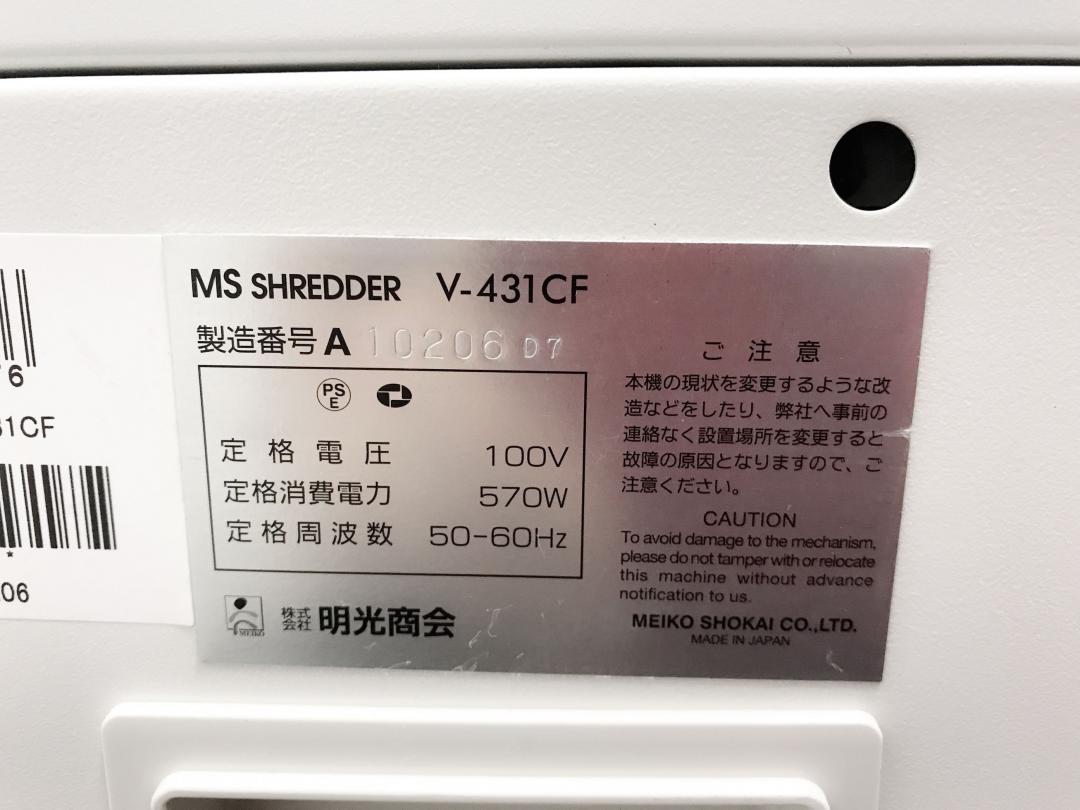 MS SHREDDER V-431CF
製造番号 A 10206 D7
PS
E
定格電圧 100V
定格消費電力 570W
定格周波数 50-60Hz
MEIKO
株式会社 明光商会
ご注意
本機の現状を変更するような改
造などをしたり、弊社へ事前の
連絡なく設置場所を変更すると
故障の原因となりますので、ご
注意ください。
CAUTION
To avoid damage to the mechanism,
please do not tamper with or relocate
this machine without advance
notification to us.
MEIKO SHOKAI CO.,LTD.
MADE IN JAPAN
6
31CF
*
06